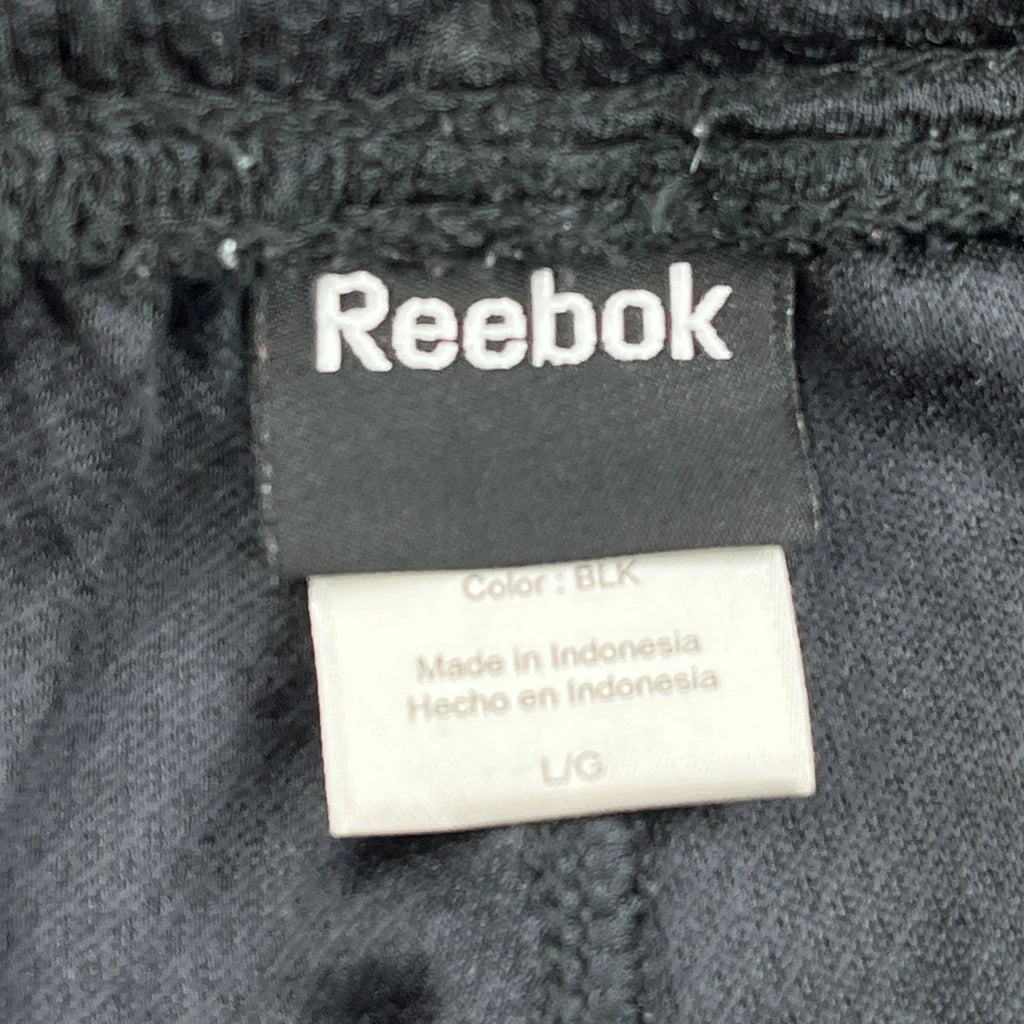 Reebok
Color : BLK
Made in Indonesia
Hecho en Indonesia
L/G